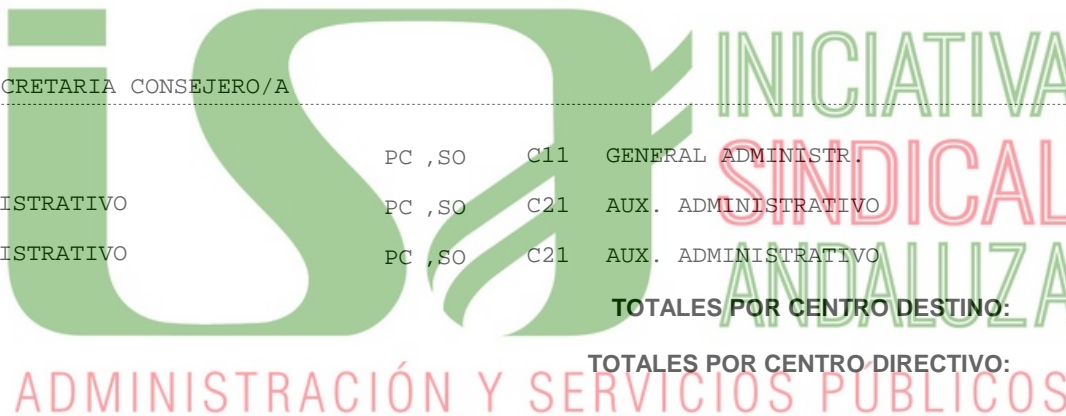 isa
INICIATIVA
SINDICAL
ANDALUZA
ADMINISTRACIÓN Y SERVICIOS PÚBLICOS
CRETARIA CONSEJERO/A
PC ,SO C11 GENERAL ADMINISTR.
ISTRATIVO PC ,SO C21 AUX. ADMINISTRATIVO
ISTRATIVO PC ,SO C21 AUX. ADMINISTRATIVO
TOTALES POR CENTRO DESTINO:
TOTALES POR CENTRO DIRECTIVO: